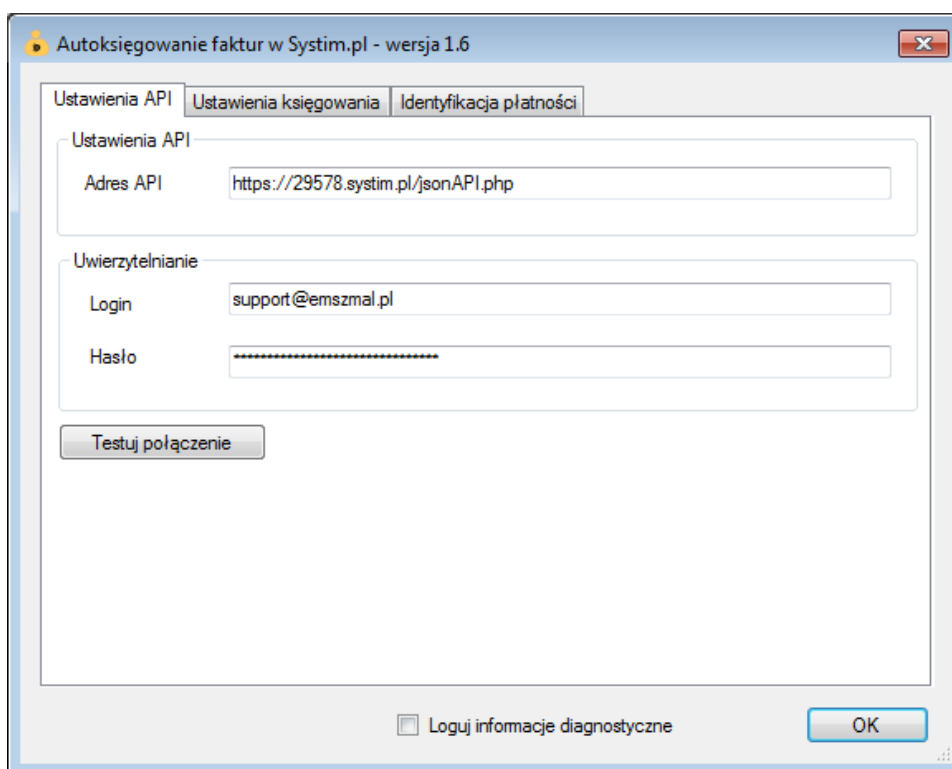 Autoksięgowanie faktur w Systim.pl - wersja 1.6
Ustawienia API Ustawienia księgowania Identyfikacja płatności
Ustawienia API
Adres API https://29578.systim.pl/jsonAPI.php
Uwierzytelnianie
Login support@emszmal.pl
Hasło *******************************
Testuj połączenie
Loguj informacje diagnostyczne OK